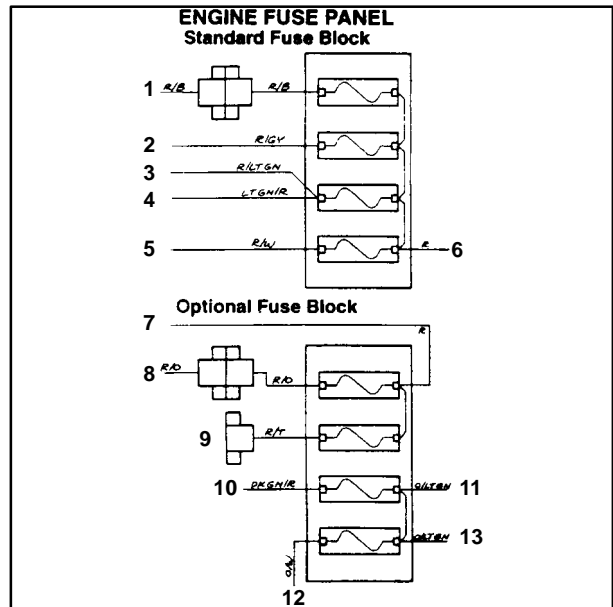 ENGINE FUSE PANEL
Standard Fuse Block
1 R/B R/B
2 R/GY
3 R/LTGN
4 LTGN/R
5 R/W R 6
Optional Fuse Block
7 R
8 R/O R/O
9 R/T
10 DKGN/R O/LTGN 11
O/LTGN 13
O/W
12